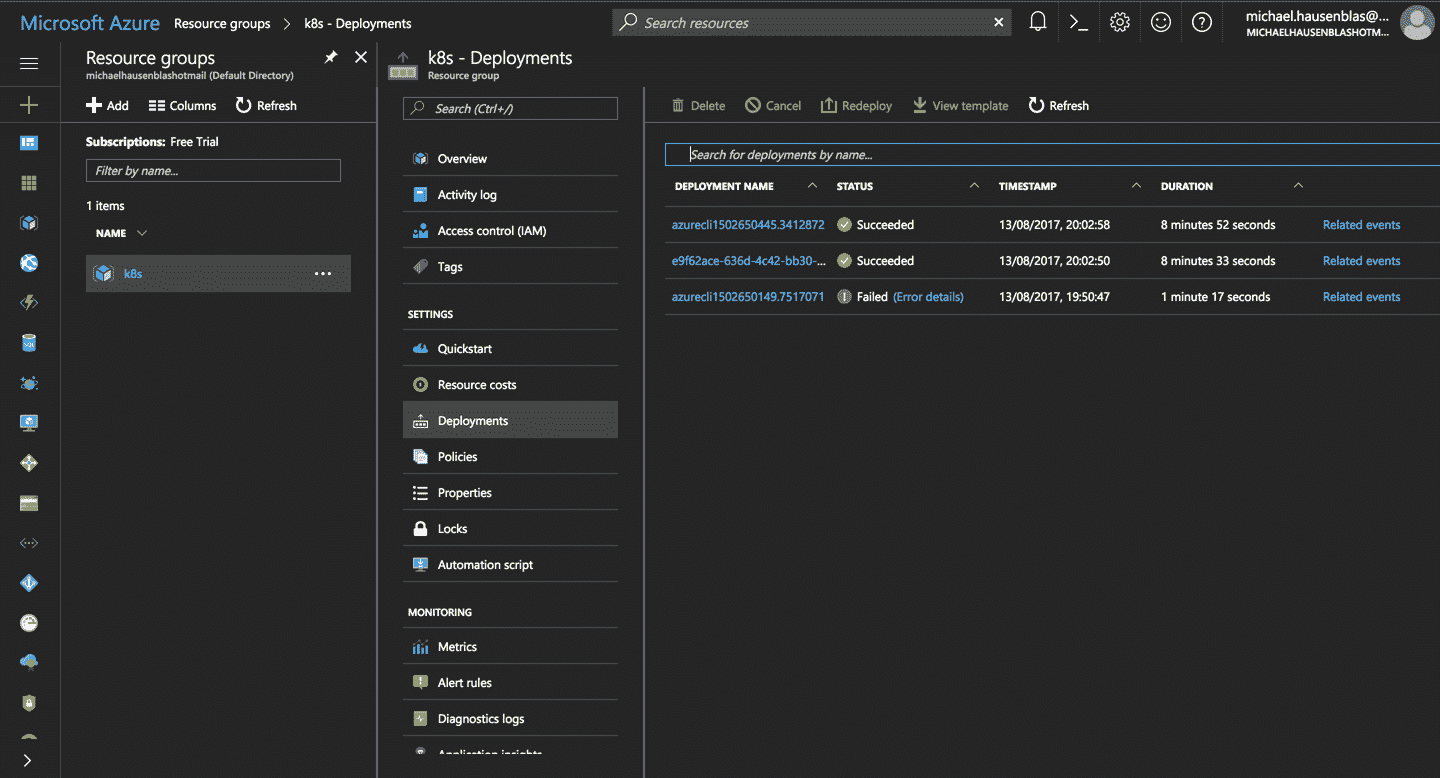 Microsoft Azure Resource groups > k8s - Deployments
Search resources
michael.hausenblas@...
MICHAELHAUSENBLASHOTM...
Resource groups
michaelhausenblashotmail (Default Directory)
Add Columns Refresh
Subscriptions: Free Trial
Filter by name...
1 items
NAME
k8s ...
k8s - Deployments
Resource group
Search (Ctrl+/)
Overview
Activity log
Access control (IAM)
Tags
SETTINGS
Quickstart
Resource costs
Deployments
Policies
Properties
Locks
Automation script
MONITORING
Metrics
Alert rules
Diagnostics logs
Application insights
Delete Cancel Redeploy View template Refresh
Search for deployments by name...
DEPLOYMENT NAME STATUS TIMESTAMP DURATION
azurecli1502650445.3412872 Succeeded 13/08/2017, 20:02:58 8 minutes 52 seconds Related events
e9f62ace-636d-4c42-bb30-... Succeeded 13/08/2017, 20:02:50 8 minutes 33 seconds Related events
azurecli1502650149.7517071 Failed (Error details) 13/08/2017, 19:50:47 1 minute 17 seconds Related events